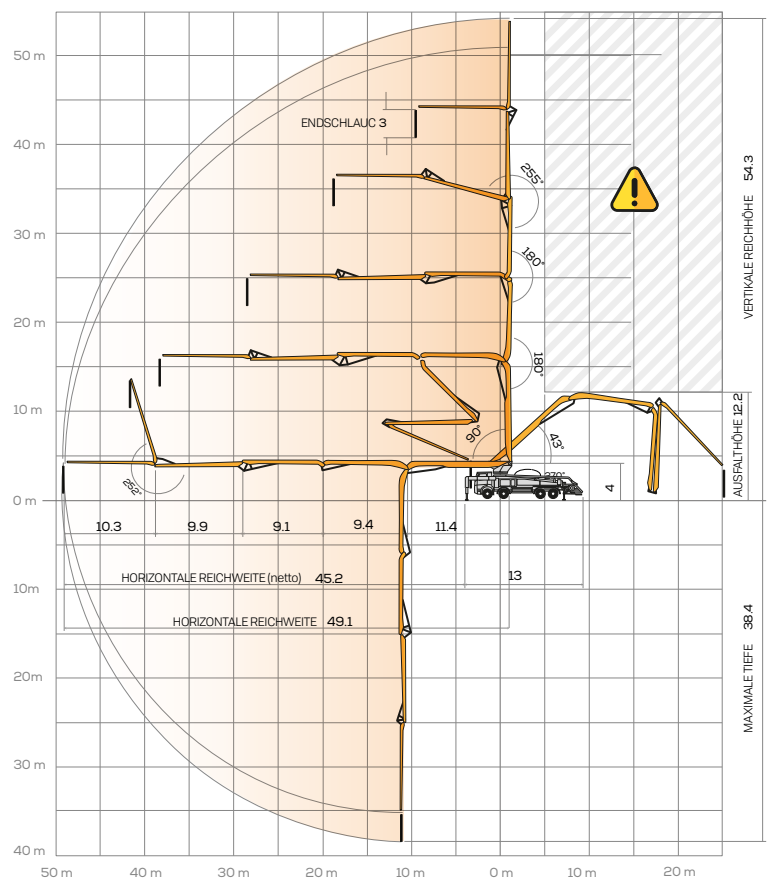 50 m
40 m
30 m
20 m
10 m
0 m
10m
20m
30 m
40 m
50 m
40 m
30 m
20 m
10 m
0 m
10 m
20 m
ENDSCHLAUC 3
255°
180°
180°
90°
43°
252°
270°
4
10.3
9.9
9.1
9.4
11.4
13
HORIZONTALE REICHWEITE (netto) 45.2
HORIZONTALE REICHWEITE 49.1
VERTIKALE REICHHÖHE 54.3
AUSFALTHÖHE 12.2
MAXIMALE TIEFE 38.4